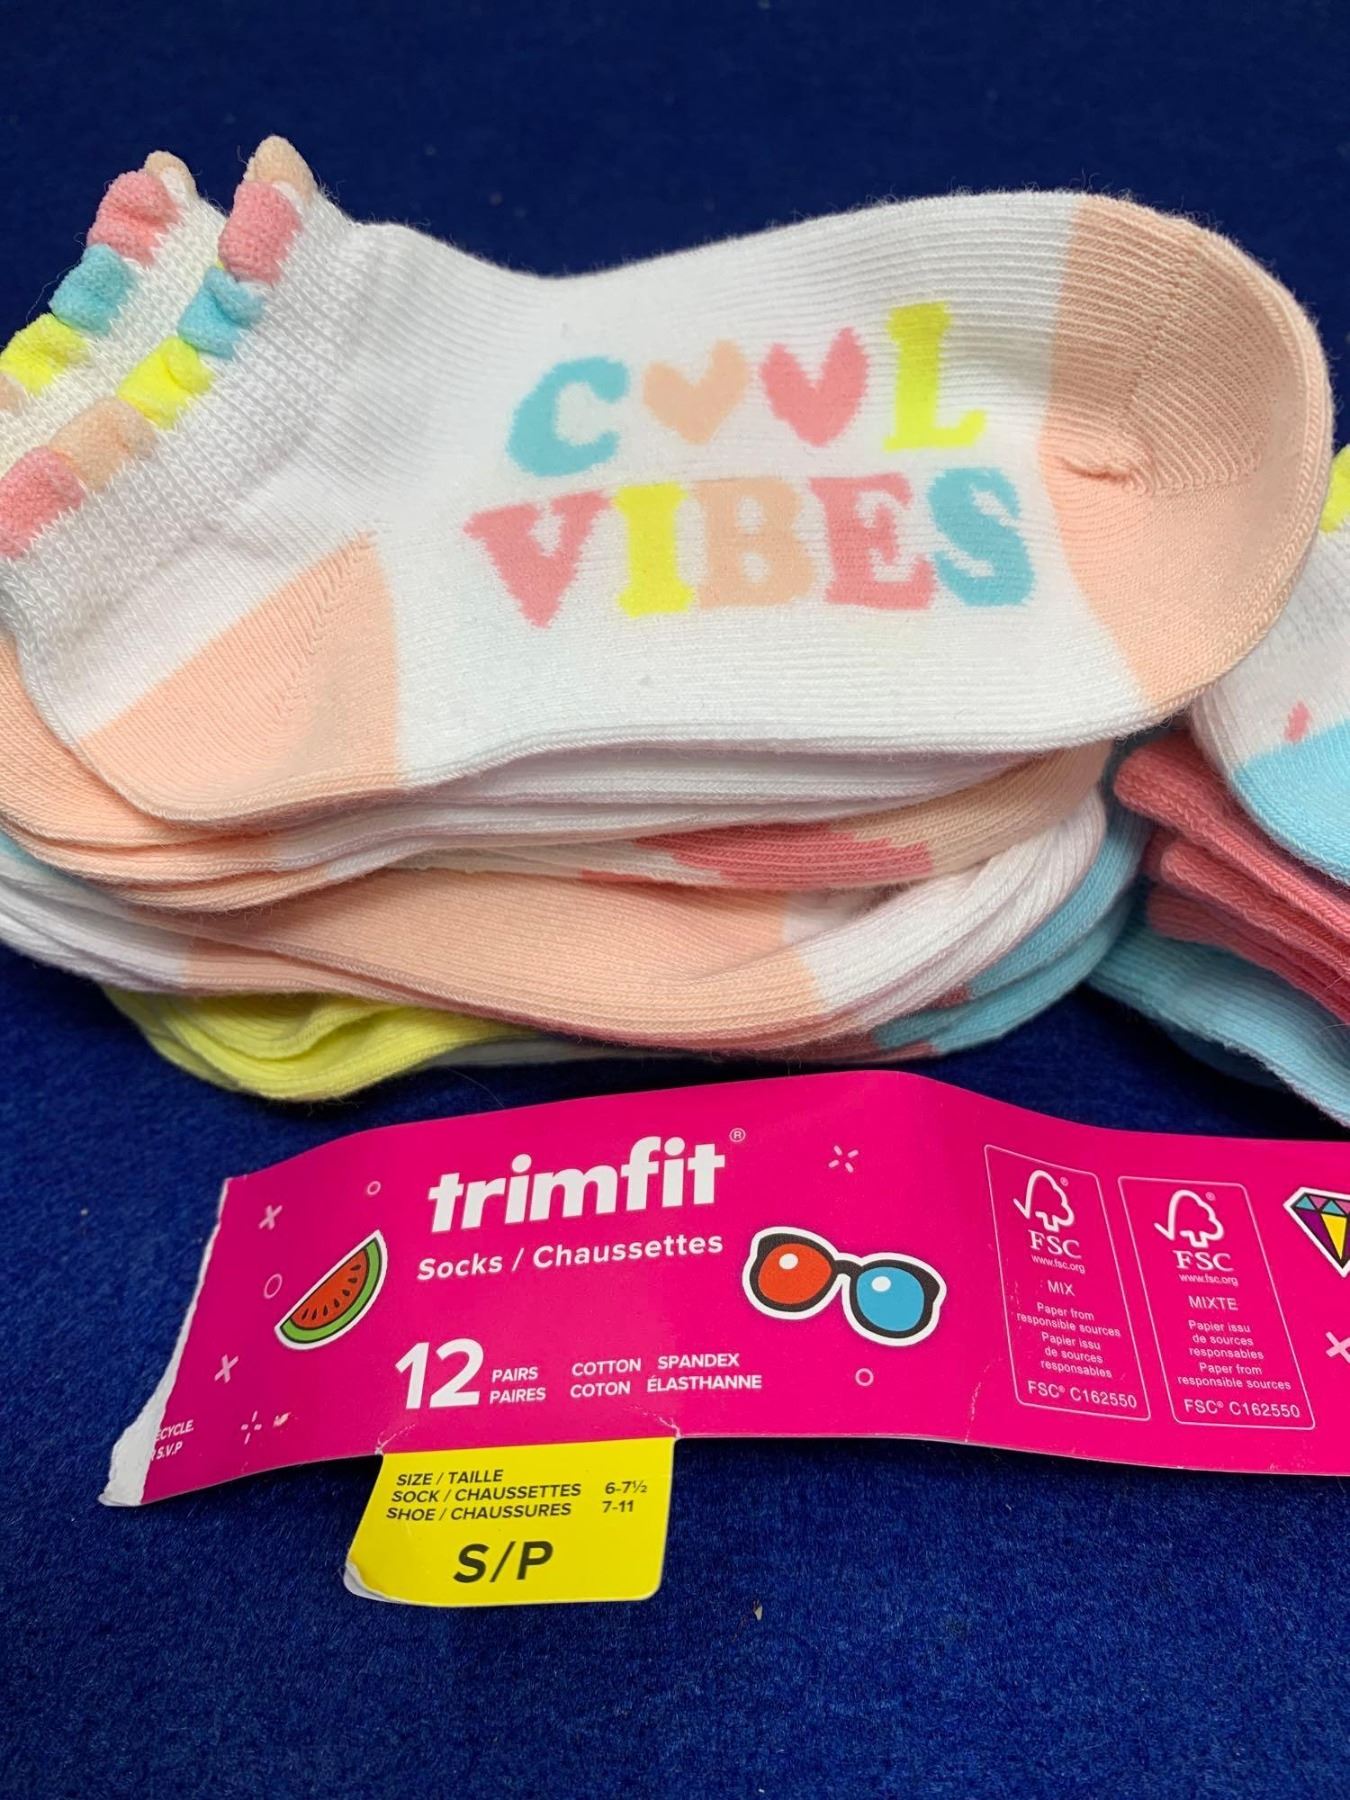 COOL
VIBES
trimfit®
Socks / Chaussettes
12 PAIRS COTTON SPANDEX
PAIRES COTON ÉLASTHANNE
S.V.P
FSC®
www.fsc.org
MIX
Paper from
responsible sources
Papier issu
de sources
responsables
FSC® C162550
FSC®
www.fsc.org
MIXTE
Papier issu
de sources
responsables
Paper from
responsible sources
FSC® C162550
SIZE / TAILLE
SOCK / CHAUSSETTES 6-7½
SHOE / CHAUSSURES 7-11
S/P